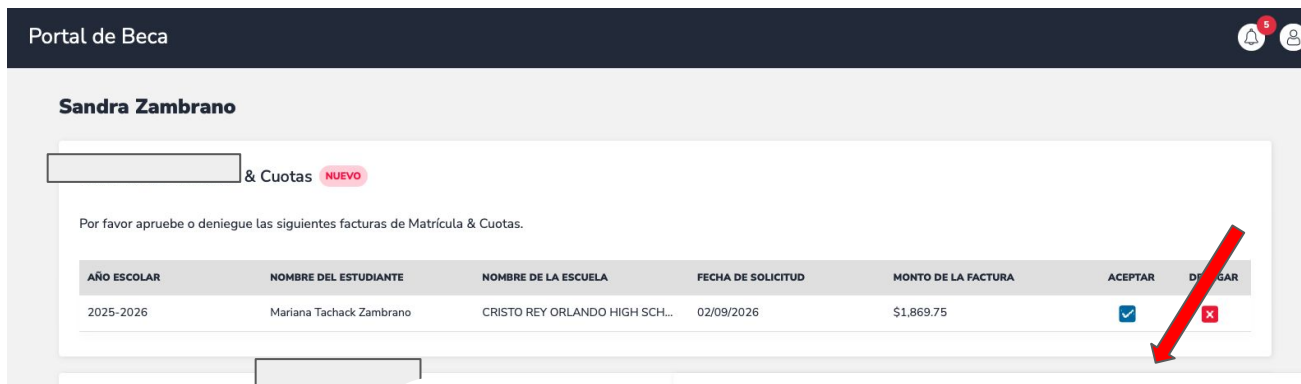 Portal de Beca
5
Sandra Zambrano
& Cuotas NUEVO
Por favor apruebe o deniegue las siguientes facturas de Matrícula & Cuotas.
AÑO ESCOLAR NOMBRE DEL ESTUDIANTE NOMBRE DE LA ESCUELA FECHA DE SOLICITUD MONTO DE LA FACTURA ACEPTAR
2025-2026 Mariana Tachack Zambrano CRISTO REY ORLANDO HIGH SCH... 02/09/2026 $1,869.75